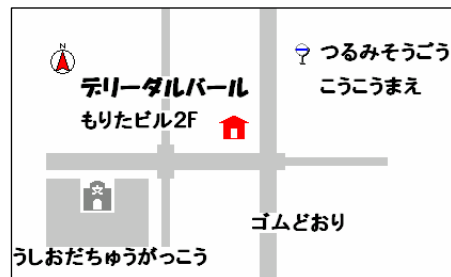 N
つるみそうごう
こうこうまえ
デリーダルバール
もりたビル2F
ゴムどおり
うしおだちゅうがっこう